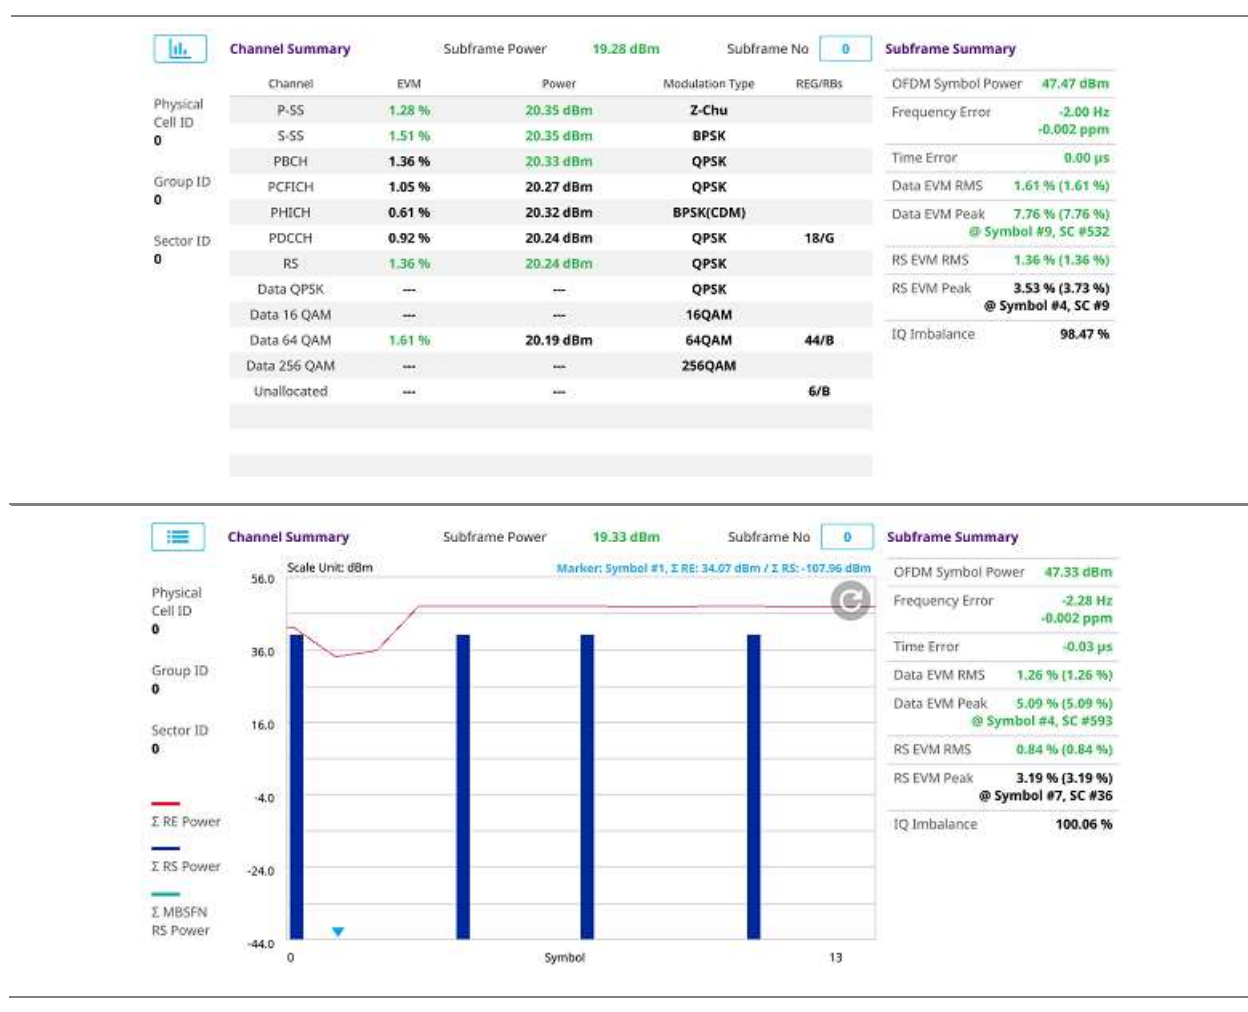 Channel Summary Subframe Power 19.28 dBm Subframe No 0 Subframe Summary
Physical
Cell ID
0
Group ID
0
Sector ID
0
Channel EVM Power Modulation Type REG/RBs
P-SS 1.28 % 20.35 dBm Z-Chu
S-SS 1.51 % 20.35 dBm BPSK
PBCH 1.36 % 20.33 dBm QPSK
PCFICH 1.05 % 20.27 dBm QPSK
PHICH 0.61 % 20.32 dBm BPSK(CDM)
PDCCH 0.92 % 20.24 dBm QPSK 18/G
RS 1.36 % 20.24 dBm QPSK
Data QPSK --- --- QPSK
Data 16 QAM --- --- 16QAM
Data 64 QAM 1.61 % 20.19 dBm 64QAM 44/B
Data 256 QAM --- --- 256QAM
Unallocated --- --- 6/B
OFDM Symbol Power 47.47 dBm
Frequency Error -2.00 Hz
-0.002 ppm
Time Error 0.00 µs
Data EVM RMS 1.61 % (1.61 %)
Data EVM Peak 7.76 % (7.76 %)
@ Symbol #9, SC #532
RS EVM RMS 1.36 % (1.36 %)
RS EVM Peak 3.53 % (3.73 %)
@ Symbol #4, SC #9
IQ Imbalance 98.47 %
Channel Summary Subframe Power 19.33 dBm Subframe No 0 Subframe Summary
Physical
Cell ID
0
Group ID
0
Sector ID
0
Σ RE Power
Σ RS Power
Σ MBSFN
RS Power
Scale Unit: dBm Marker: Symbol #1, Σ RE: 34.07 dBm / Σ RS: -107.96 dBm
56.0
36.0
16.0
-4.0
-24.0
-44.0
0 Symbol 13
OFDM Symbol Power 47.33 dBm
Frequency Error -2.28 Hz
-0.002 ppm
Time Error -0.03 µs
Data EVM RMS 1.26 % (1.26 %)
Data EVM Peak 5.09 % (5.09 %)
@ Symbol #4, SC #593
RS EVM RMS 0.84 % (0.84 %)
RS EVM Peak 3.19 % (3.19 %)
@ Symbol #7, SC #36
IQ Imbalance 100.06 %